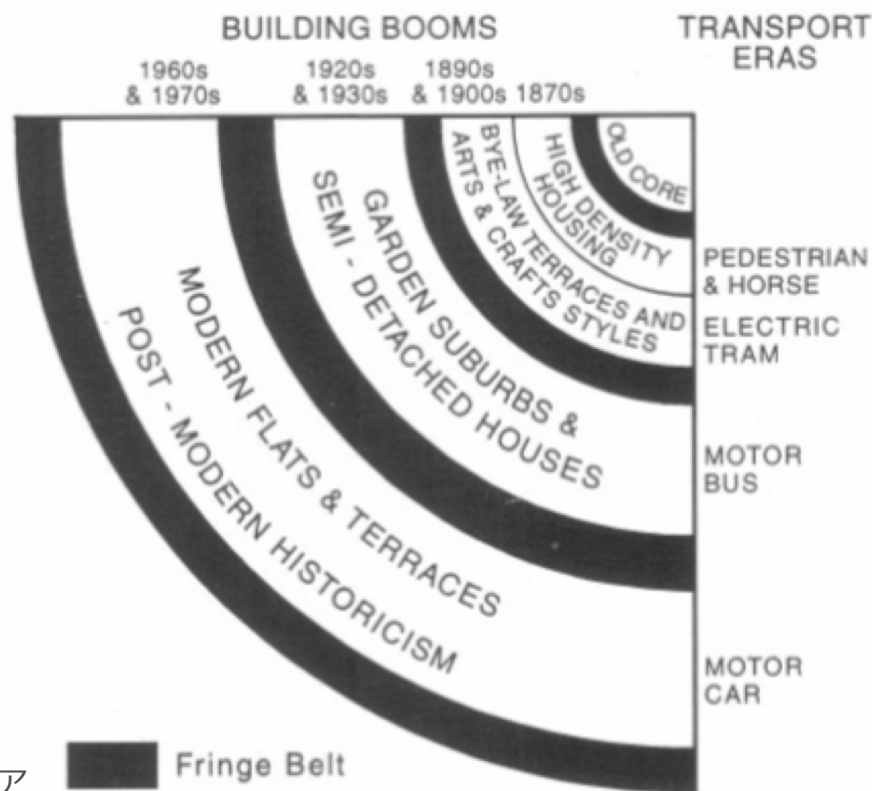 BUILDING BOOMS
TRANSPORT
ERAS
1960s
& 1970s
1920s
& 1930s
1890s
& 1900s
1870s
OLD CORE
HIGH DENSITY
HOUSING
BYE-LAW TERRACES AND
ARTS & CRAFTS STYLES
GARDEN SUBURBS &
SEMI - DETACHED HOUSES
MODERN FLATS & TERRACES
POST - MODERN HISTORICISM
PEDESTRIAN
& HORSE
ELECTRIC
TRAM
MOTOR
BUS
MOTOR
CAR
Fringe Belt
ア